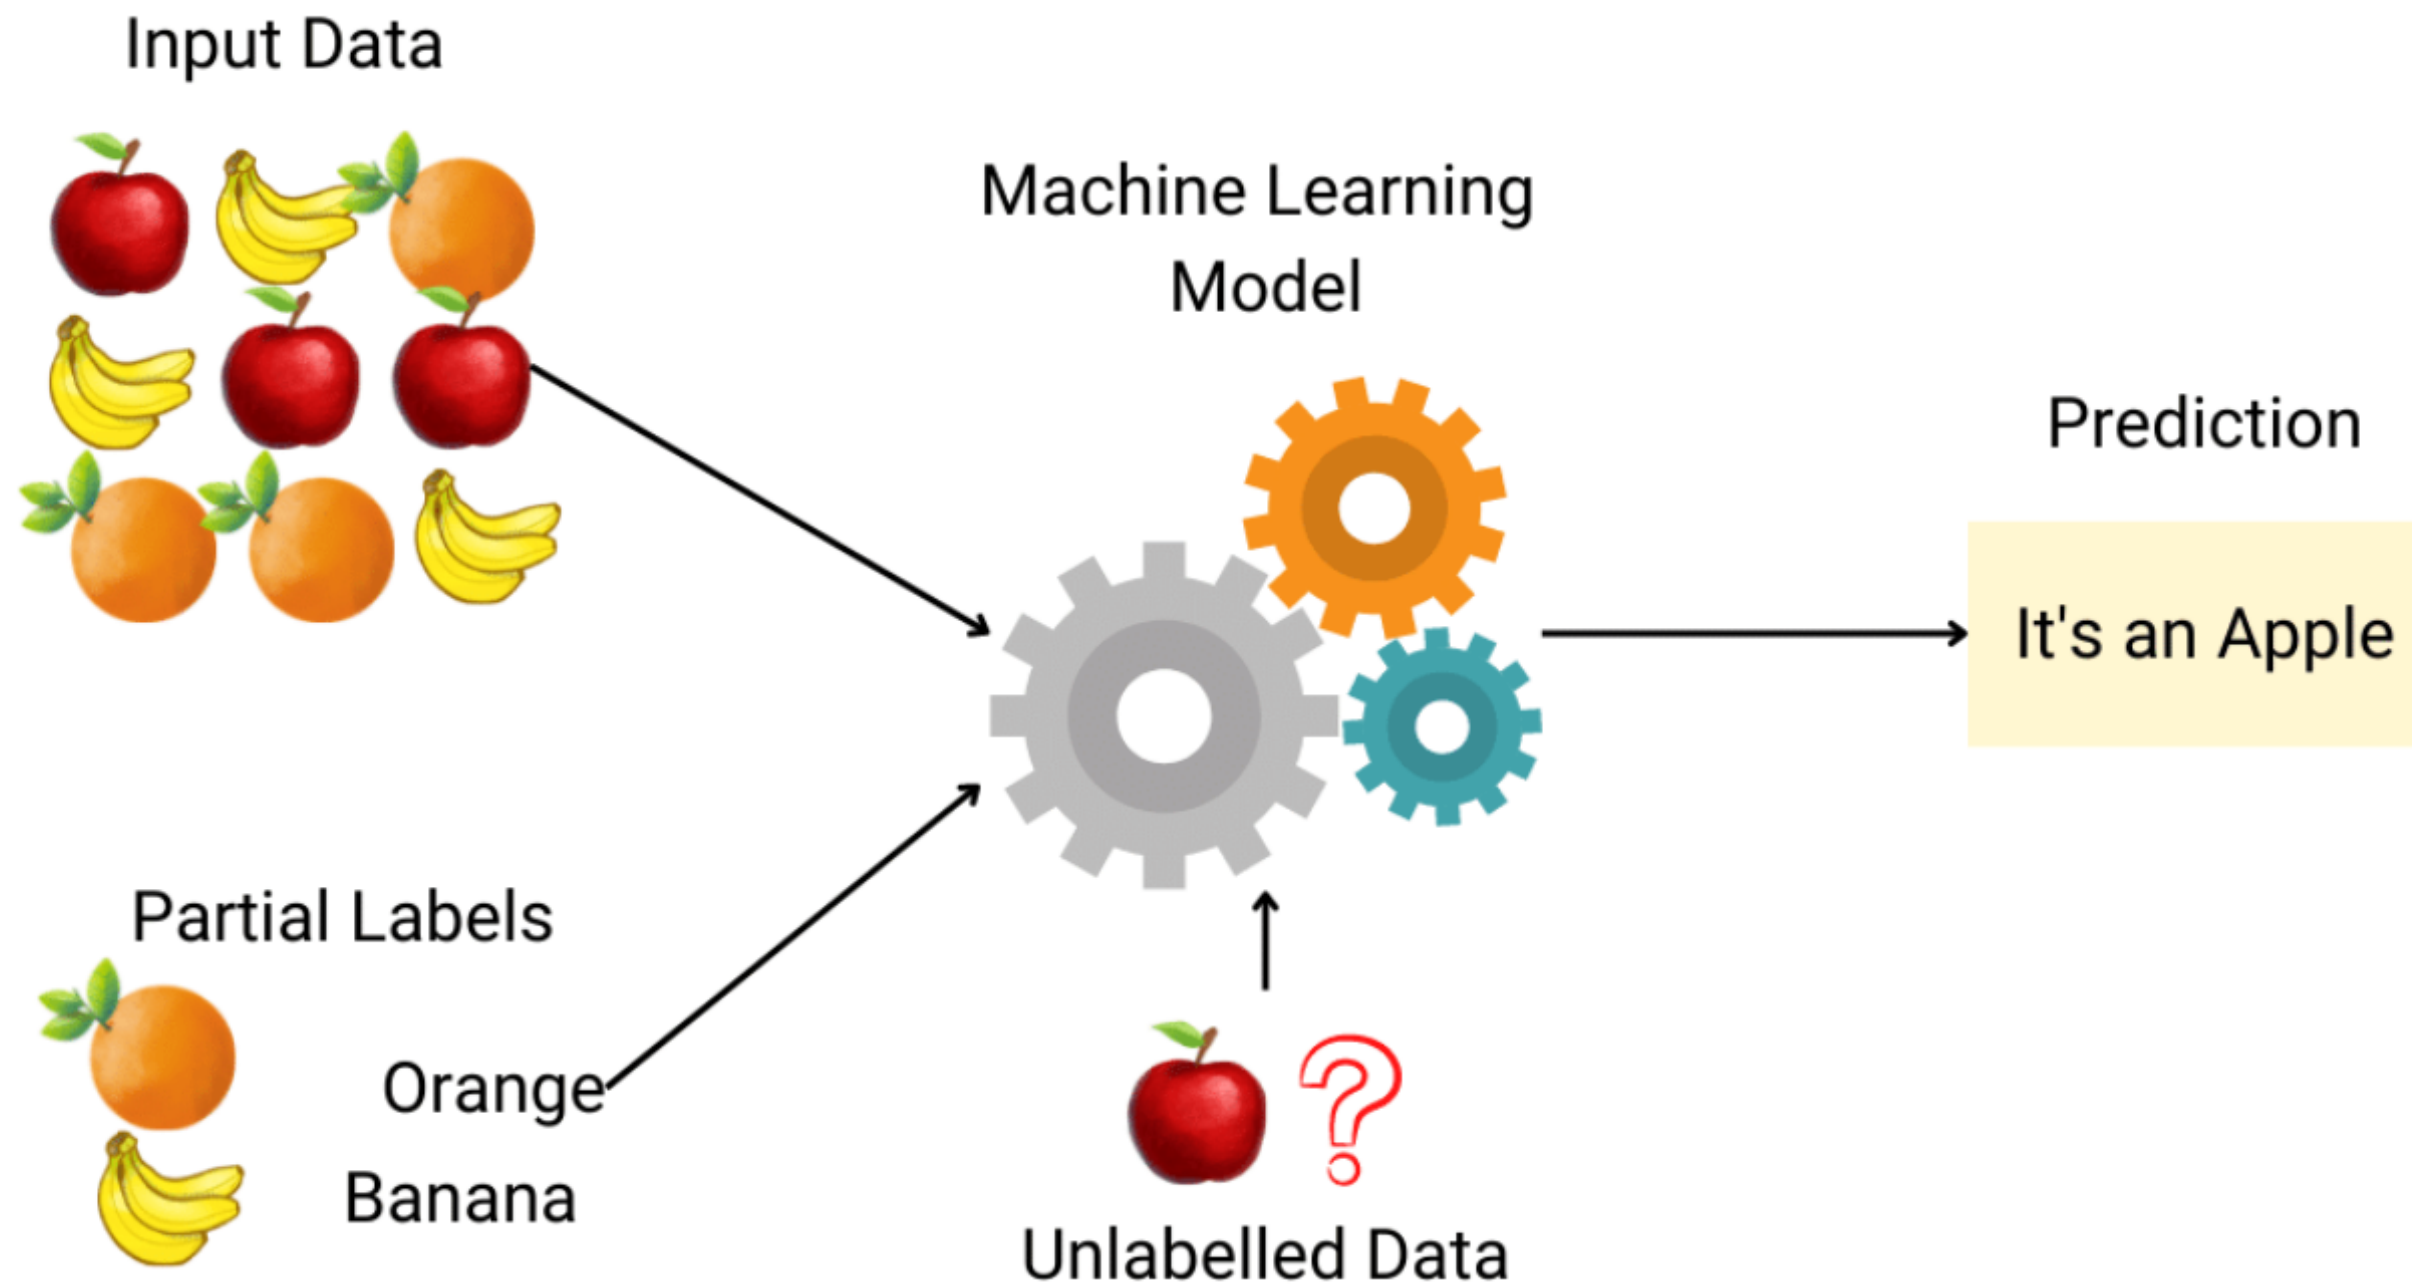 Input Data
Machine Learning
Model
Prediction
It's an Apple
Partial Labels
Orange
Banana
Unlabelled Data